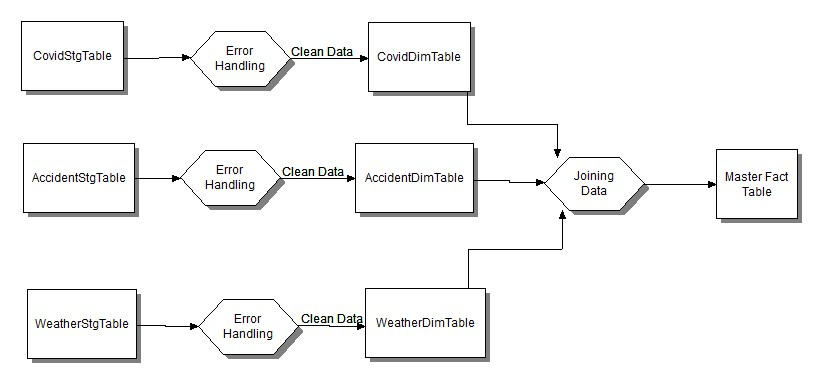 CovidStgTable
Error
Handling
Clean Data
CovidDimTable
AccidentStgTable
Error
Handling
Clean Data
AccidentDimTable
Joining
Data
Master Fact
Table
WeatherStgTable
Error
Handling
Clean Data
WeatherDimTable